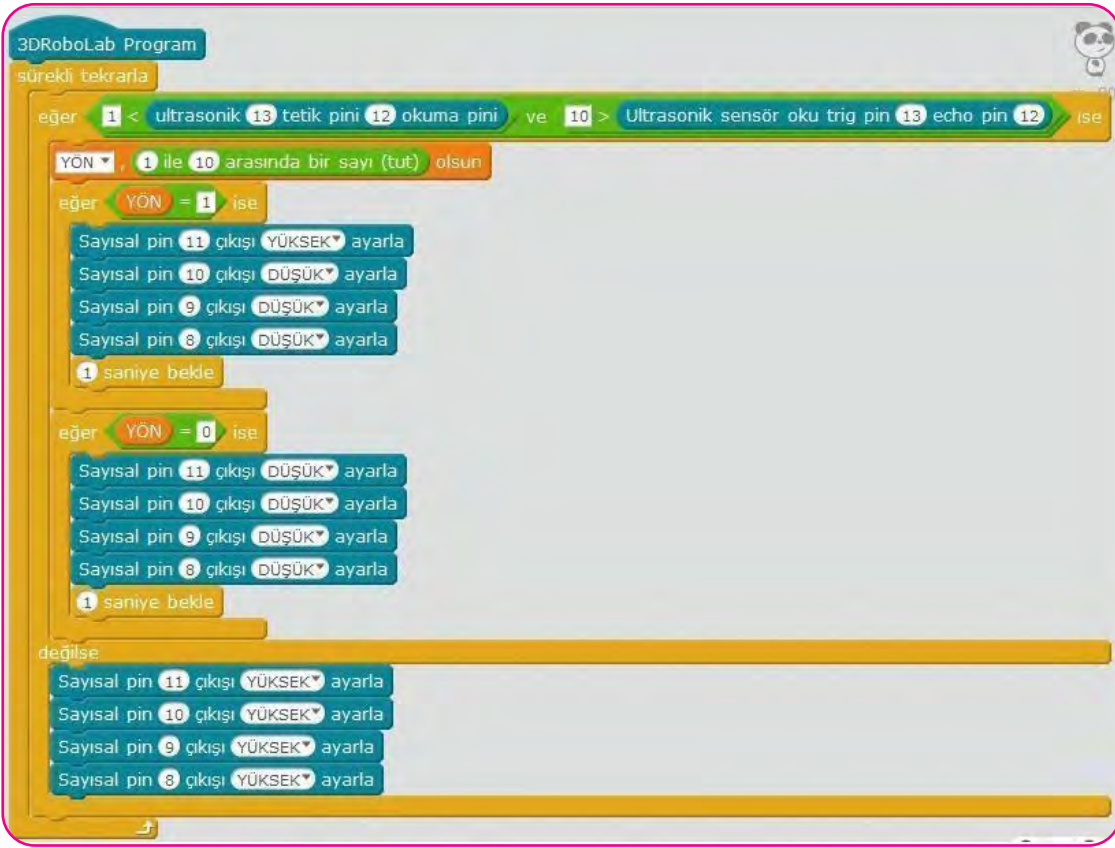 3DRoboLab Program
sürekli tekrarla
eğer 1 < ultrasonik 13 tetik pini 12 okuma pini ve 10 > Ultrasonik sensör oku trig pin 13 echo pin 12 ise
YÖN , 1 ile 10 arasında bir sayı (tut) olsun
eğer YÖN = 1 ise
Sayısal pin 11 çıkışı YÜKSEK ayarla
Sayısal pin 10 çıkışı DÜŞÜK ayarla
Sayısal pin 9 çıkışı DÜŞÜK ayarla
Sayısal pin 8 çıkışı DÜŞÜK ayarla
1 saniye bekle
eğer YÖN = 0 ise
Sayısal pin 11 çıkışı DÜŞÜK ayarla
Sayısal pin 10 çıkışı DÜŞÜK ayarla
Sayısal pin 9 çıkışı DÜŞÜK ayarla
Sayısal pin 8 çıkışı DÜŞÜK ayarla
1 saniye bekle
değilse
Sayısal pin 11 çıkışı YÜKSEK ayarla
Sayısal pin 10 çıkışı YÜKSEK ayarla
Sayısal pin 9 çıkışı YÜKSEK ayarla
Sayısal pin 8 çıkışı YÜKSEK ayarla